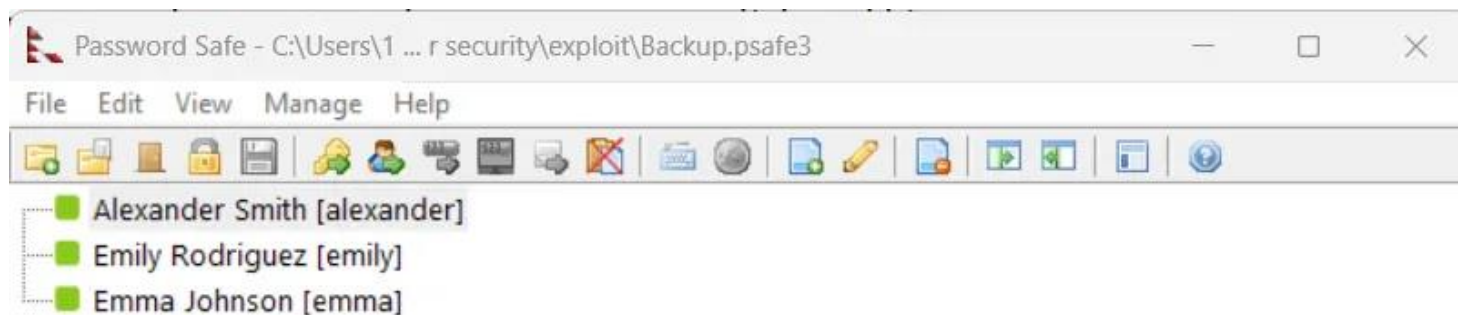 Password Safe - C:\Users\1 ... r security\exploit\Backup.psafe3
File Edit View Manage Help
Alexander Smith [alexander]
Emily Rodriguez [emily]
Emma Johnson [emma]